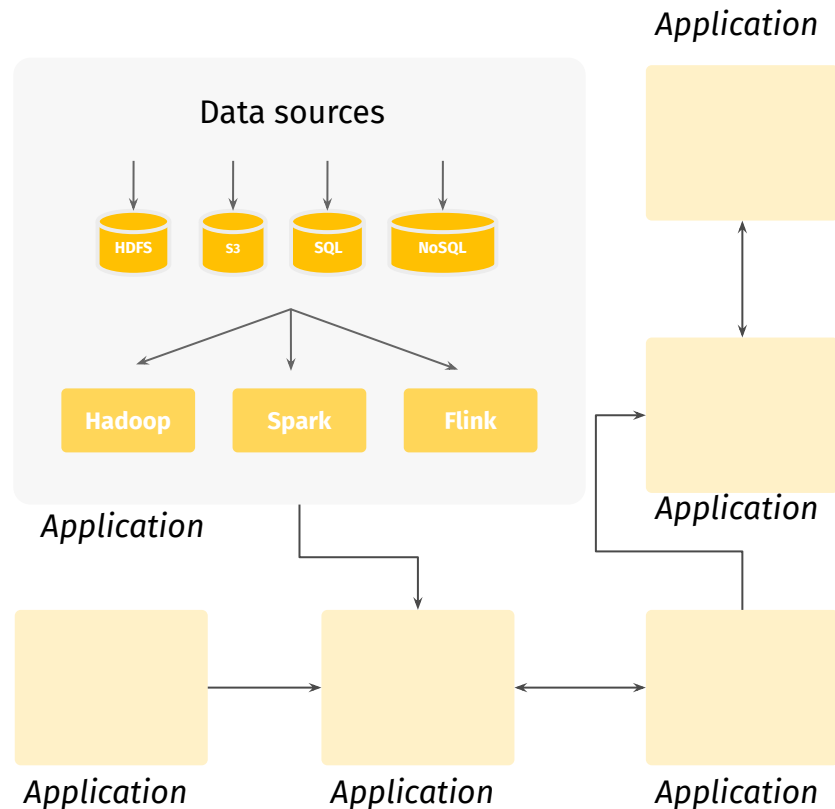 Application
Data sources
HDFS
S3
SQL
NoSQL
Hadoop
Spark
Flink
Application
Application
Application
Application
Application